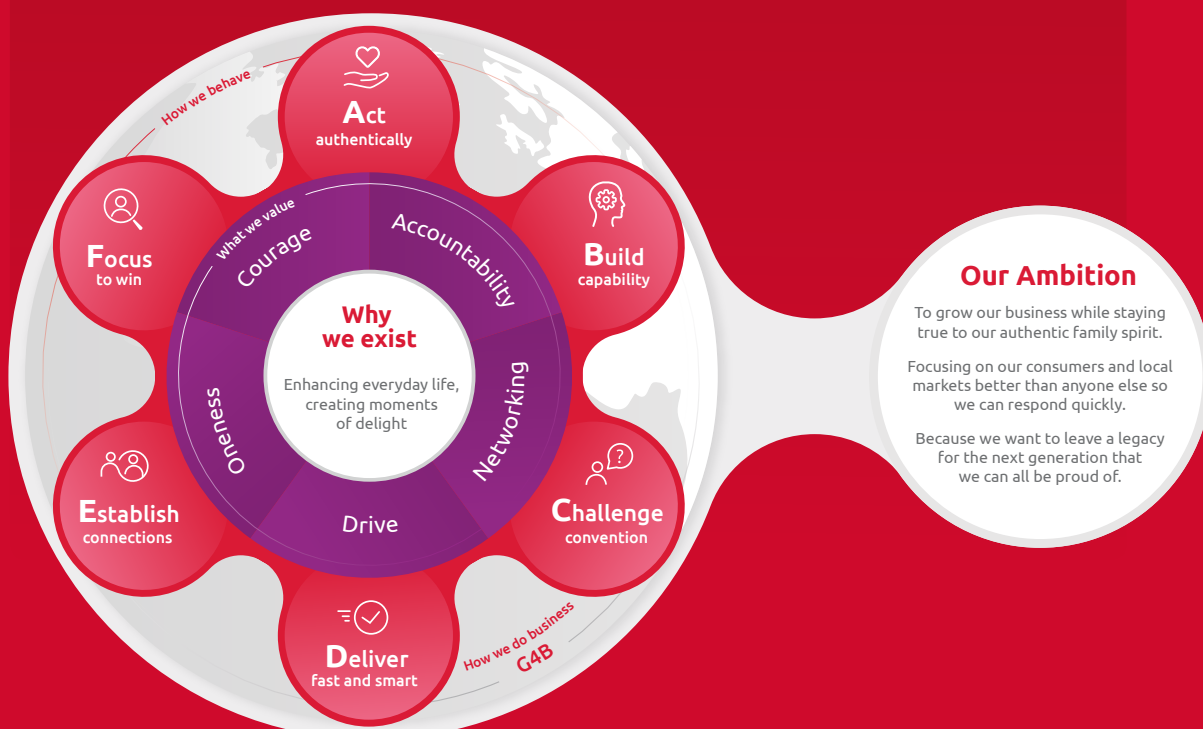 How we behave
Act
authentically
Build
capability
Challenge
convention
Deliver
fast and smart
Establish
connections
Focus
to win
What we value
Courage
Accountability
Networking
Drive
Oneness
Why
we exist
Enhancing everyday life,
creating moments
of delight
How we do business
G4B
Our Ambition
To grow our business while staying
true to our authentic family spirit.
Focusing on our consumers and local
markets better than anyone else so
we can respond quickly.
Because we want to leave a legacy
for the next generation that
we can all be proud of.
?